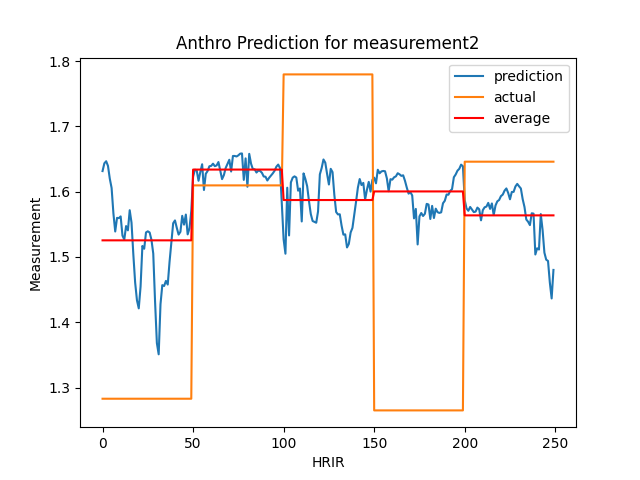 Anthro Prediction for measurement2
prediction
actual
average
Measurement
1.8
1.7
1.6
1.5
1.4
1.3
0 50 100 150 200 250
HRIR